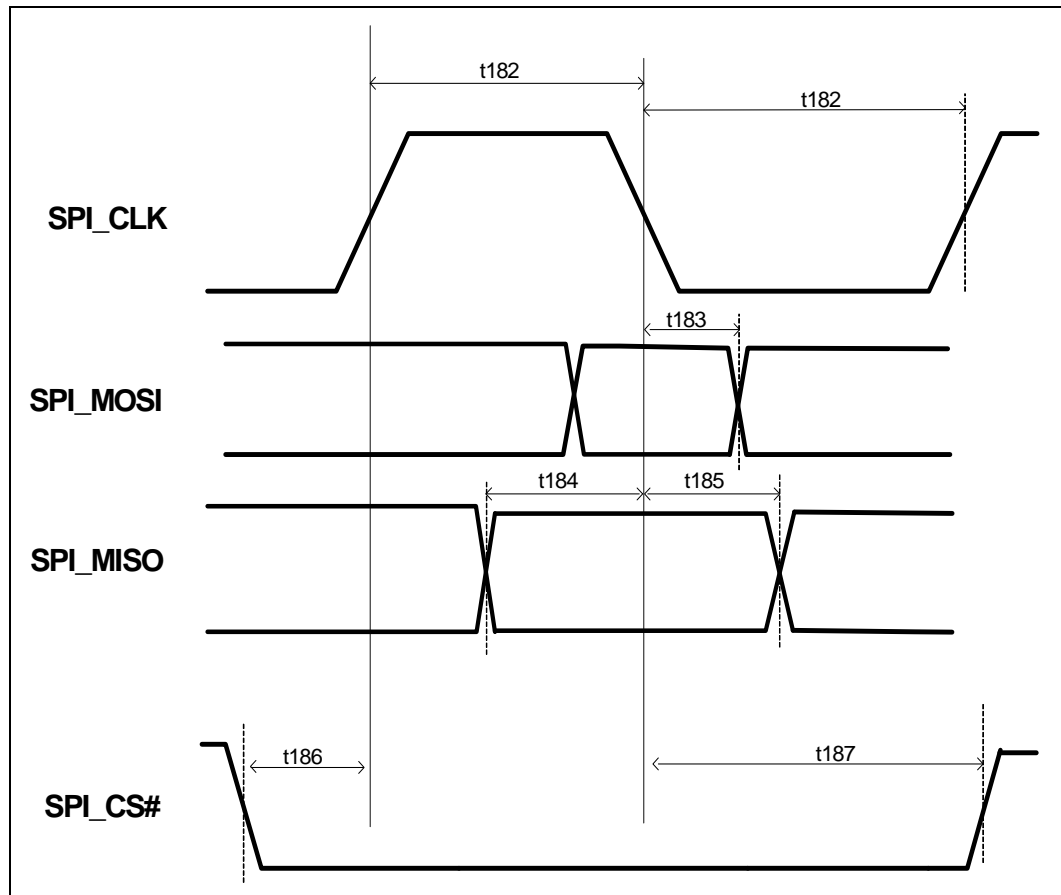 t182
t182
SPI_CLK
t183
SPI_MOSI
t184
t185
SPI_MISO
t186
t187
SPI_CS#